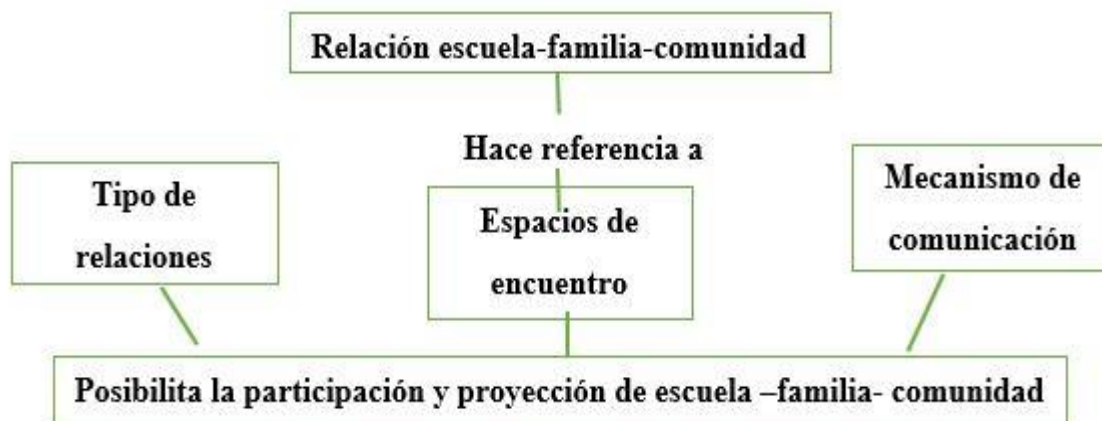 Relación escuela-familia-comunidad
Hace referencia a
Tipo de
relaciones
Espacios de
encuentro
Mecanismo de
comunicación
Posibilita la participación y proyección de escuela –familia- comunidad